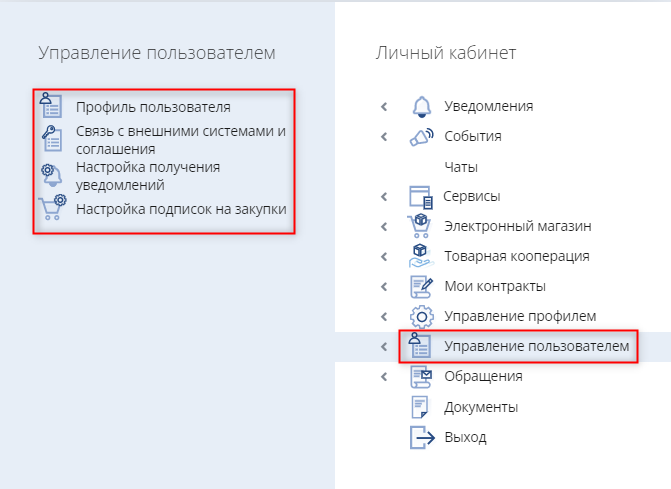 Управление пользователем
Профиль пользователя
Связь с внешними системами и
соглашения
Настройка получения
уведомлений
Настройка подписок на закупки
Личный кабинет
Уведомления
События
Чаты
Сервисы
Электронный магазин
Товарная кооперация
Мои контракты
Управление профилем
Управление пользователем
Обращения
Документы
Выход